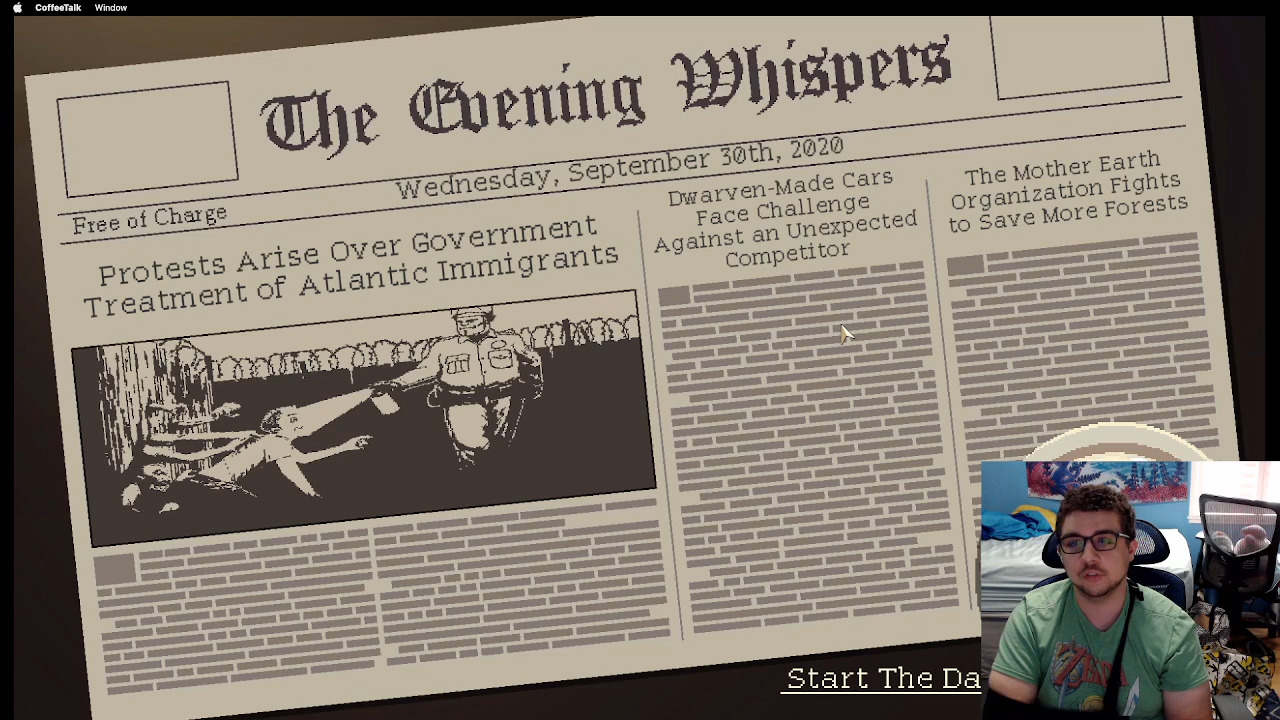 CoffeeTalk Window
The Evening Whispers
Wednesday, September 30th, 2020
Free of Charge
Protests Arise Over Government
Treatment of Atlantic Immigrants
Dwarven-Made Cars
Face Challenge
Against an Unexpected
Competitor
The Mother Earth
Organization Fights
to Save More Forests
Start The Da
ZELDA